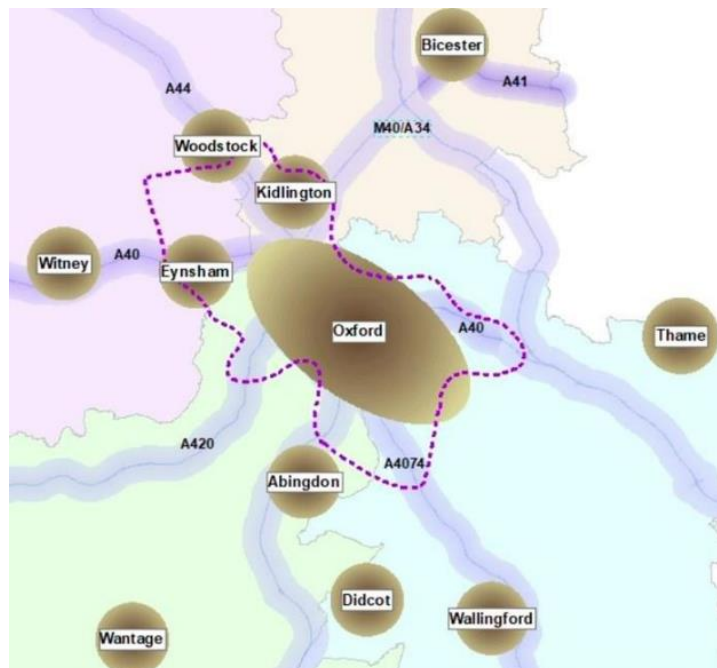 Bicester
A41
A44
M40/A34
Woodstock
Kidlington
Witney
A40
Eynsham
Oxford
A40
Thame
A420
A4074
Abingdon
Didcot
Wallingford
Wantage